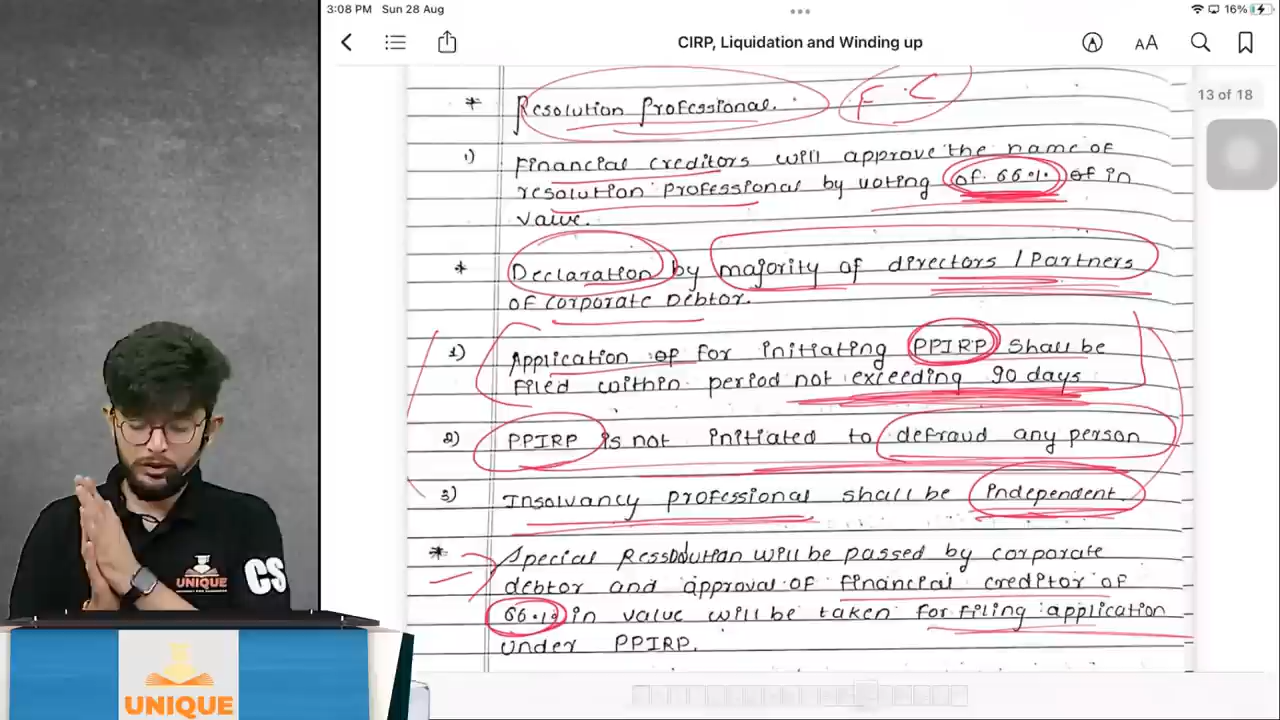 3:08 PM Sun 28 Aug
16%
CIRP, Liquidation and Winding up
AA
13 of 18
* Resolution Professional. F.C
1) Financial creditors will approve the name of
resolution professional by voting of 66% of in
value.
* Declaration by majority of directors / Partners
of corporate Debtor.
1) Application of for initiating PPIRP shall be
filed within period not exceeding 90 days
2) PPIRP is not initiated to defraud any person
3) Insolvancy professional shall be independent.
* Special Ressolution will be passed by corporate
debtor and approval of financial creditor of
66% in value will be taken for filing application
under PPIRP.
UNIQUE
CS
UNIQUE